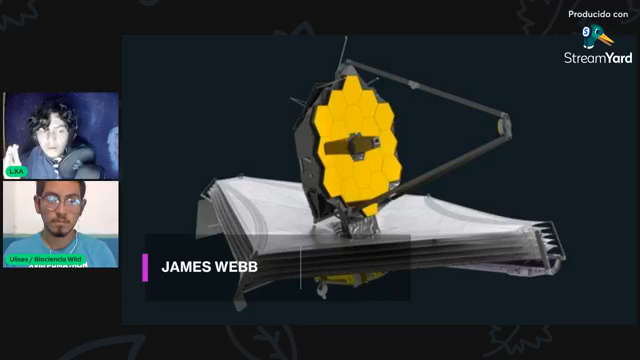 Producido con
StreamYard
LXA
Ulises / Biociencia Wild
JAMES WEBB